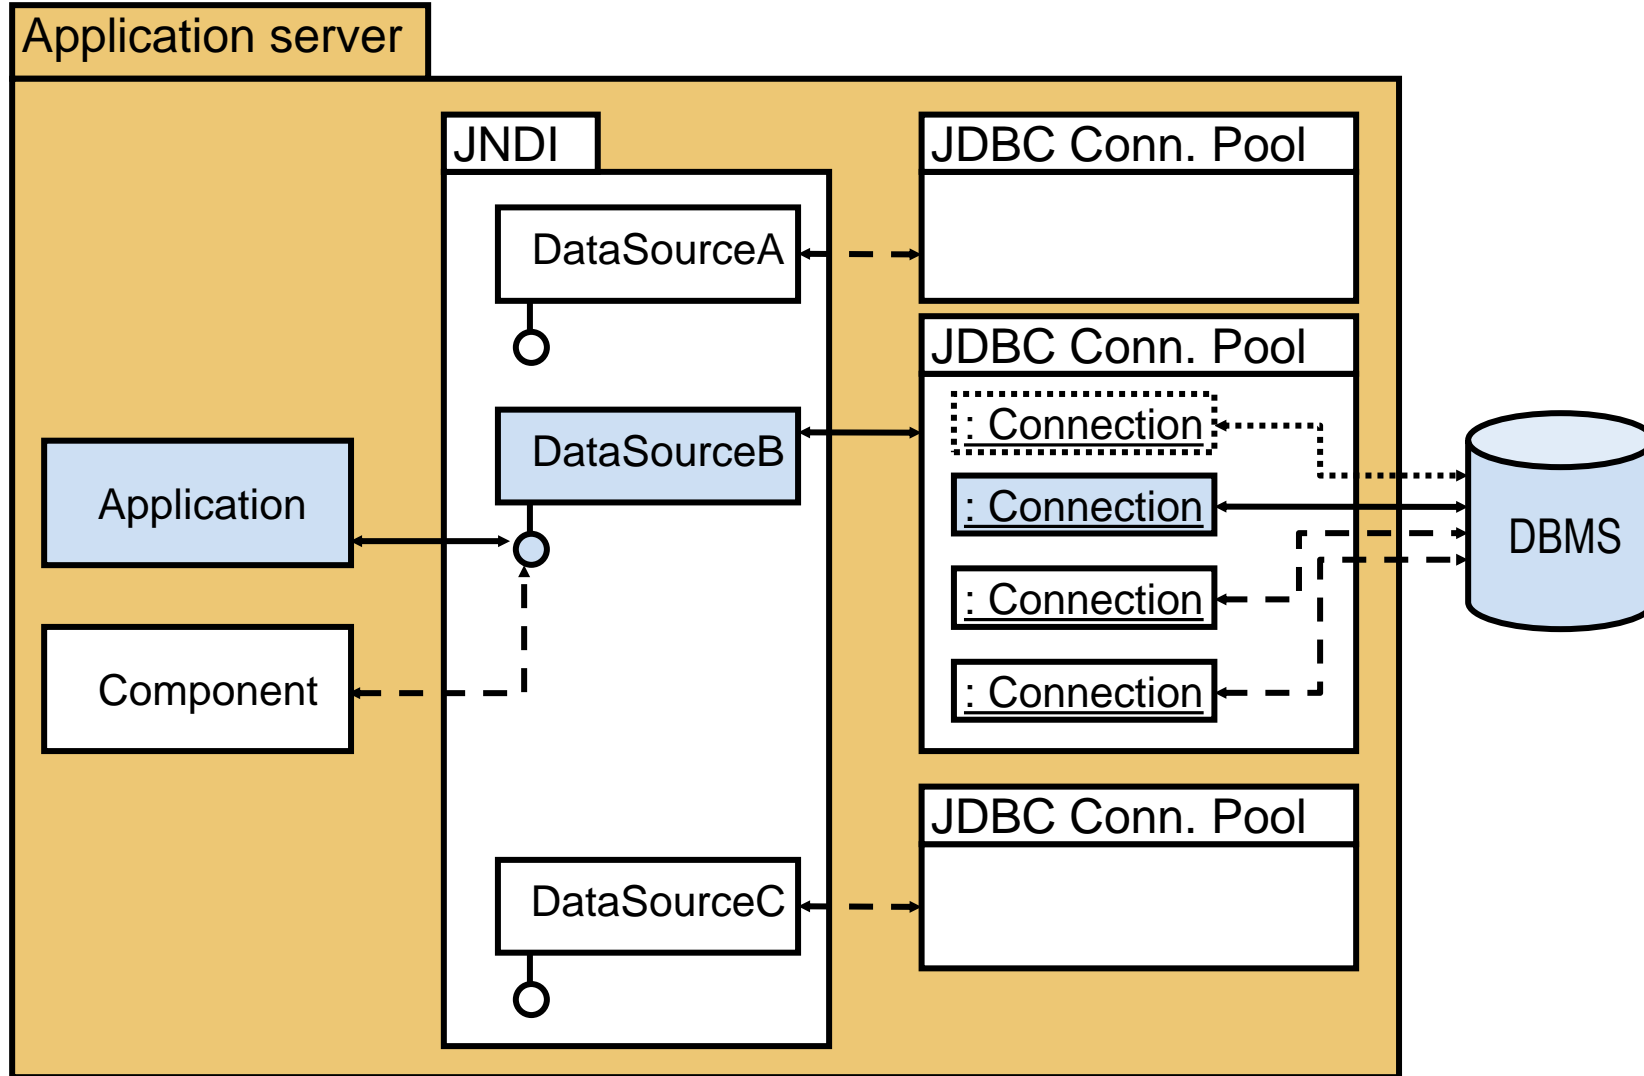 Application server
JNDI
JDBC Conn. Pool
DataSourceA
JDBC Conn. Pool
: Connection
DataSourceB
Application
: Connection
DBMS
: Connection
Component
: Connection
JDBC Conn. Pool
DataSourceC